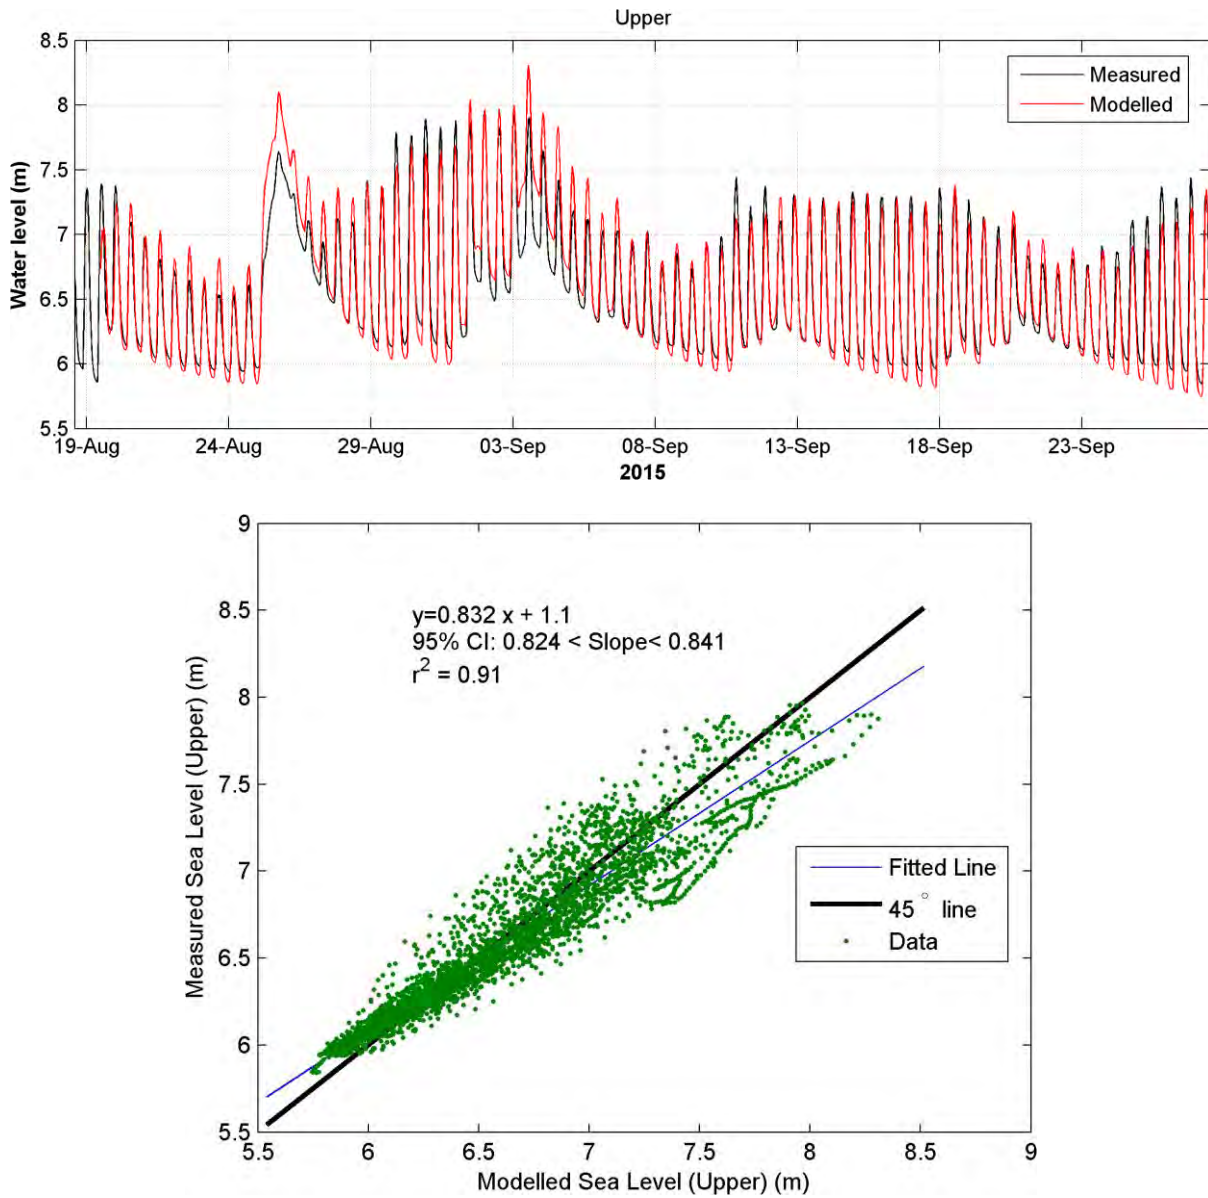 Upper
8.5
8
7.5
7
6.5
6
5.5
Water level (m)
Measured
Modelled
19-Aug 24-Aug 29-Aug 03-Sep 08-Sep 13-Sep 18-Sep 23-Sep
2015
9
8.5
8
7.5
7
6.5
6
5.5
Measured Sea Level (Upper) (m)
y=0.832 x + 1.1
95% CI: 0.824 < Slope< 0.841
r² = 0.91
Fitted Line
45° line
Data
5.5 6 6.5 7 7.5 8 8.5 9
Modelled Sea Level (Upper) (m)